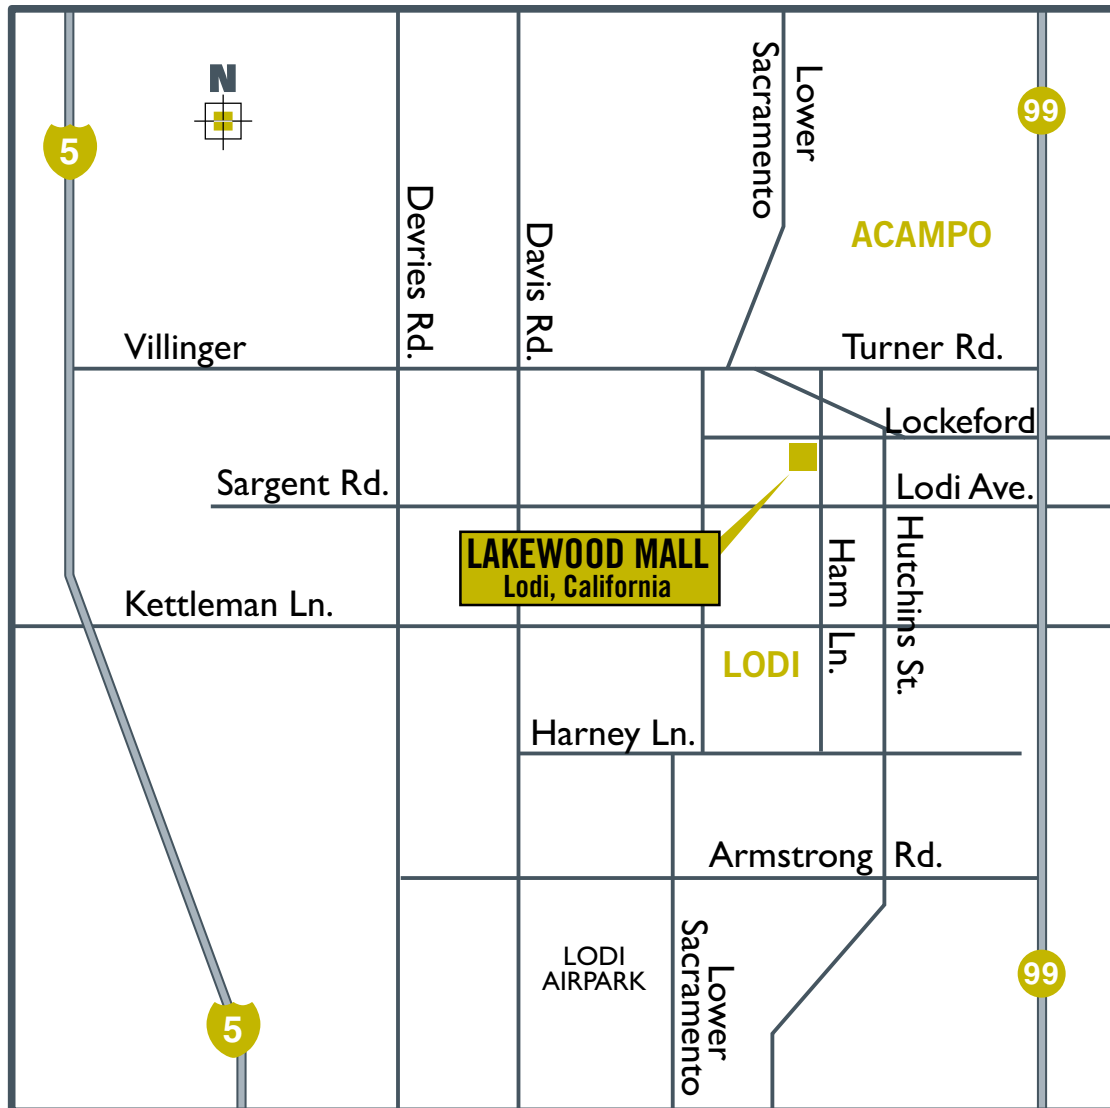 N
5
99
Lower
Sacramento
ACAMPO
Devries Rd.
Davis Rd.
Villinger
Turner Rd.
Lockeford
Sargent Rd.
Lodi Ave.
LAKEWOOD MALL
Lodi, California
Ham Ln.
Hutchins St.
Kettleman Ln.
LODI
Harney Ln.
Armstrong Rd.
LODI
AIRPARK
Lower
Sacramento
99
5